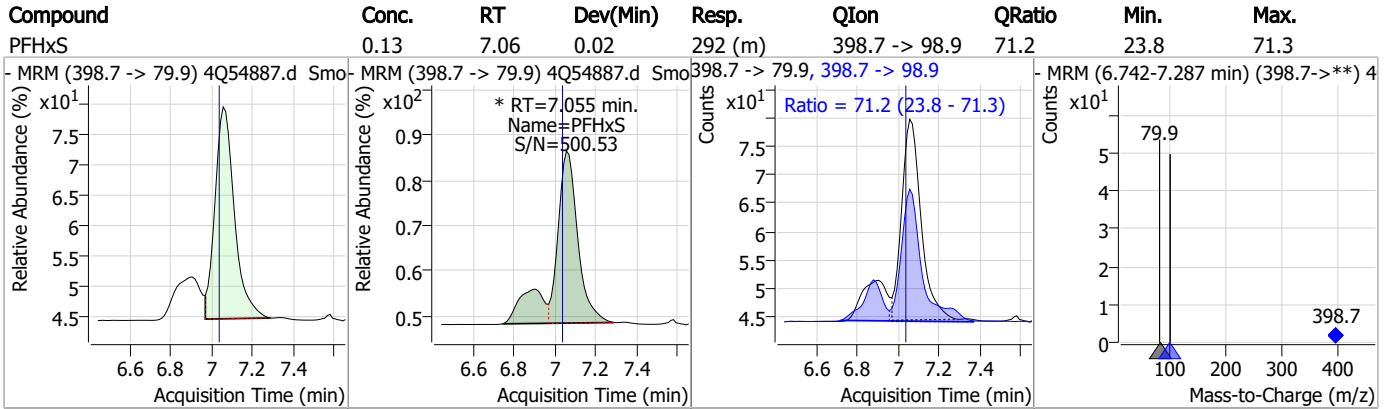 Compound Conc. RT Dev(Min) Resp. QIon QRatio Min. Max.
PFHxS 0.13 7.06 0.02 292 (m) 398.7 -> 98.9 71.2 23.8 71.3
- MRM (398.7 -> 79.9) 4Q54887.d Smo
Relative Abundance (%)
x10¹
7.5
7
6.5
6
5.5
5
4.5
6.6 6.8 7 7.2 7.4
Acquisition Time (min)
- MRM (398.7 -> 79.9) 4Q54887.d Smo
Relative Abundance (%)
x10²
* RT=7.055 min.
Name=PFHxS
S/N=500.53
0.9
0.8
0.7
0.6
0.5
6.6 6.8 7 7.2 7.4
Acquisition Time (min)
398.7 -> 79.9, 398.7 -> 98.9
Counts
x10¹
Ratio = 71.2 (23.8 - 71.3)
7.5
7
6.5
6
5.5
5
4.5
6.6 6.8 7 7.2 7.4
Acquisition Time (min)
- MRM (6.742-7.287 min) (398.7->**) 4
Counts
x10¹
79.9
5
4
3
2
1
0
398.7
100 200 300 400
Mass-to-Charge (m/z)